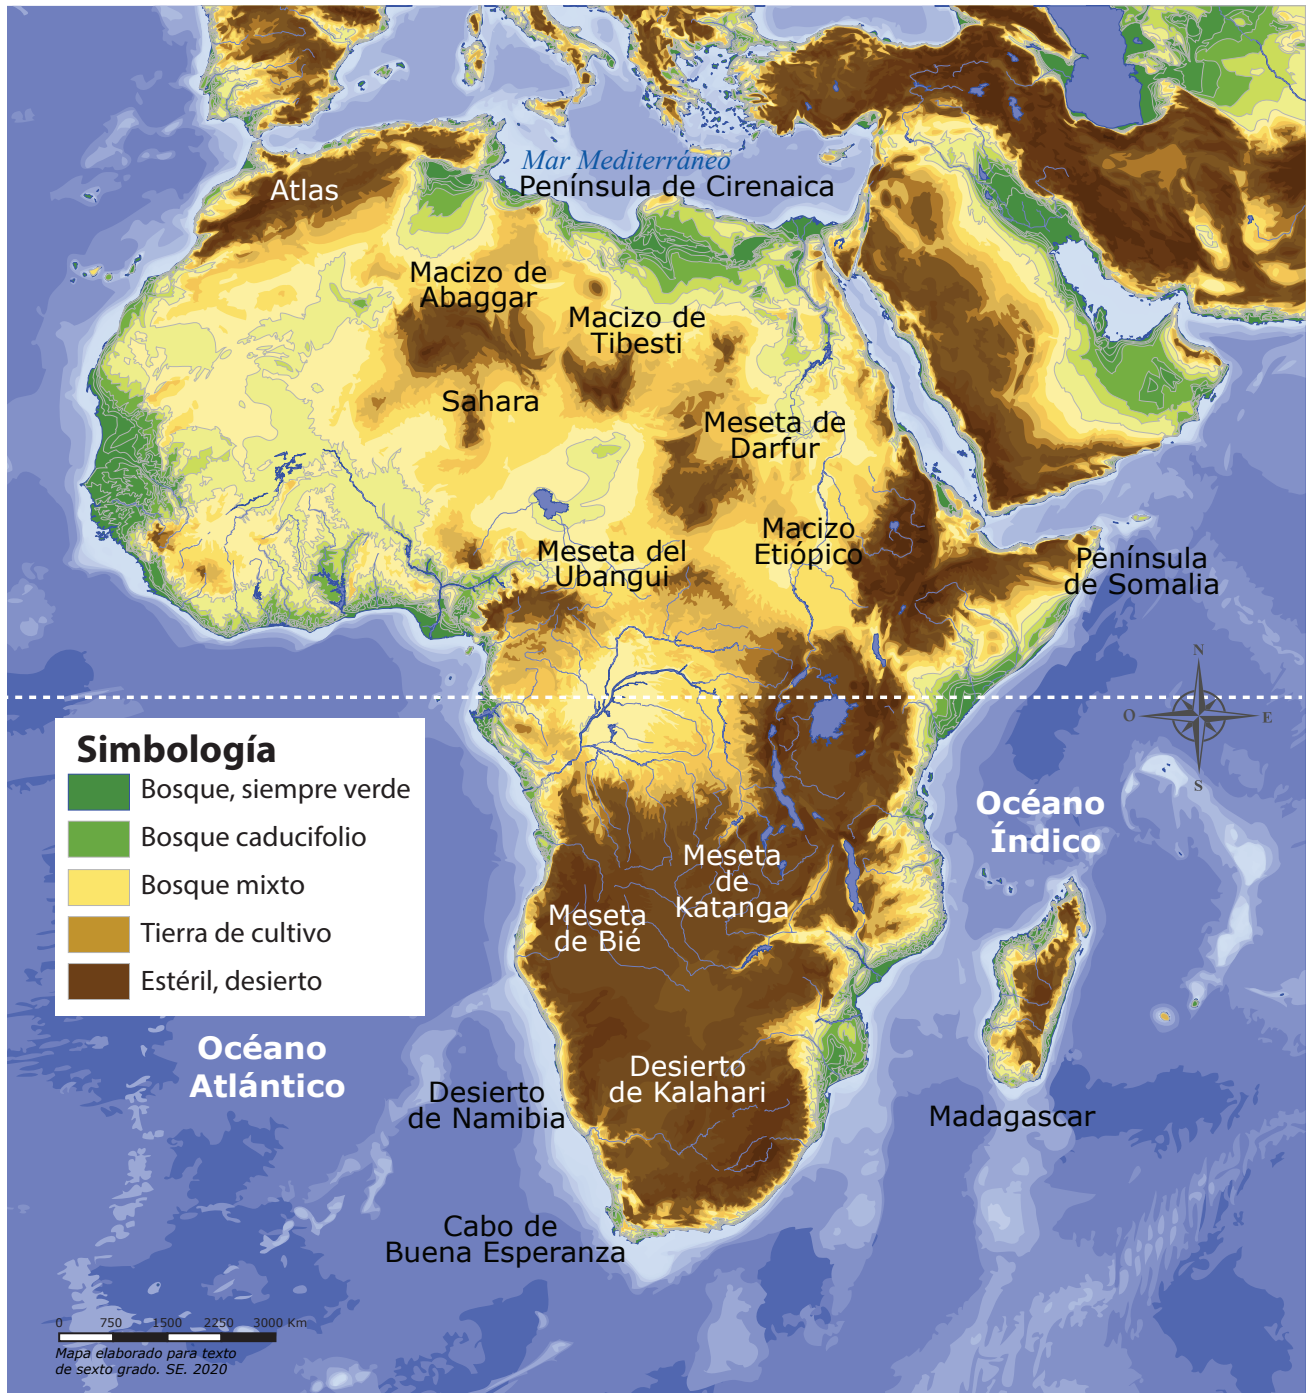 Mar Mediterráneo
Península de Cirenaica
Atlas
Macizo de
Abaggar
Macizo de
Tibesti
Sahara
Meseta de
Darfur
Macizo
Etiópico
Meseta del
Ubangui
Península
de Somalia
N
O
E
S
Simbología
Bosque, siempre verde
Bosque caducifolio
Bosque mixto
Tierra de cultivo
Estéril, desierto
Océano
Índico
Meseta
de
Katanga
Meseta
de Bié
Océano
Atlántico
Desierto
de Namibia
Desierto
de Kalahari
Madagascar
Cabo de
Buena Esperanza
0 750 1500 2250 3000 Km
Mapa elaborado para texto
de sexto grado. SE. 2020